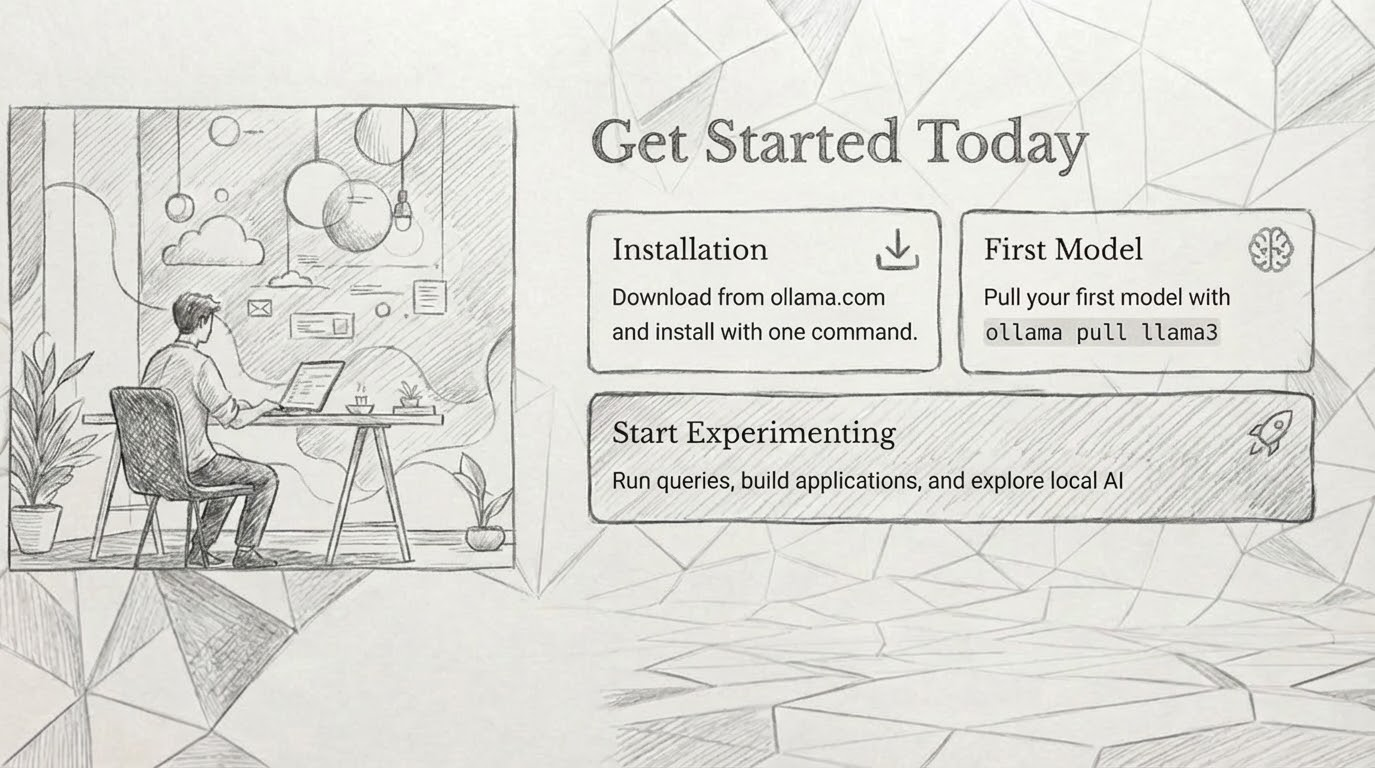 Get Started Today
Installation
Download from ollama.com
and install with one command.
First Model
Pull your first model with
ollama pull llama3
Start Experimenting
Run queries, build applications, and explore local AI